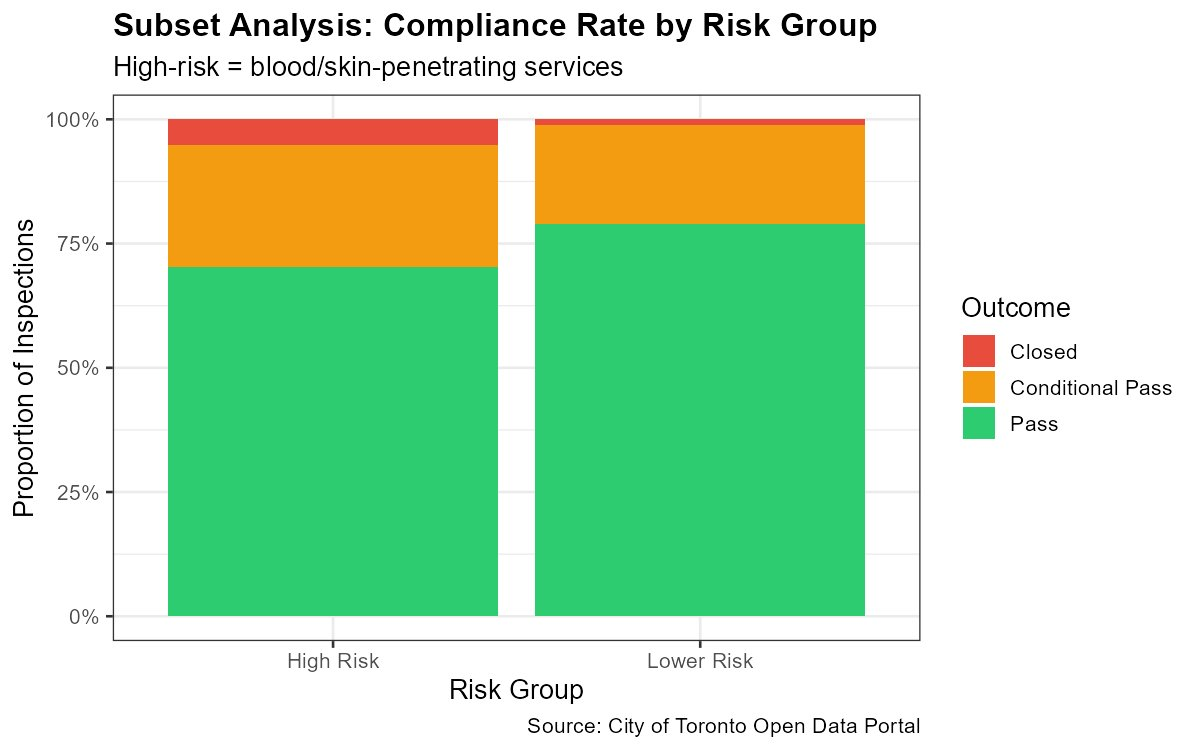 Subset Analysis: Compliance Rate by Risk Group
High-risk = blood/skin-penetrating services
Proportion of Inspections
100%
75%
50%
25%
0%
High Risk
Lower Risk
Risk Group
Outcome
Closed
Conditional Pass
Pass
Source: City of Toronto Open Data Portal